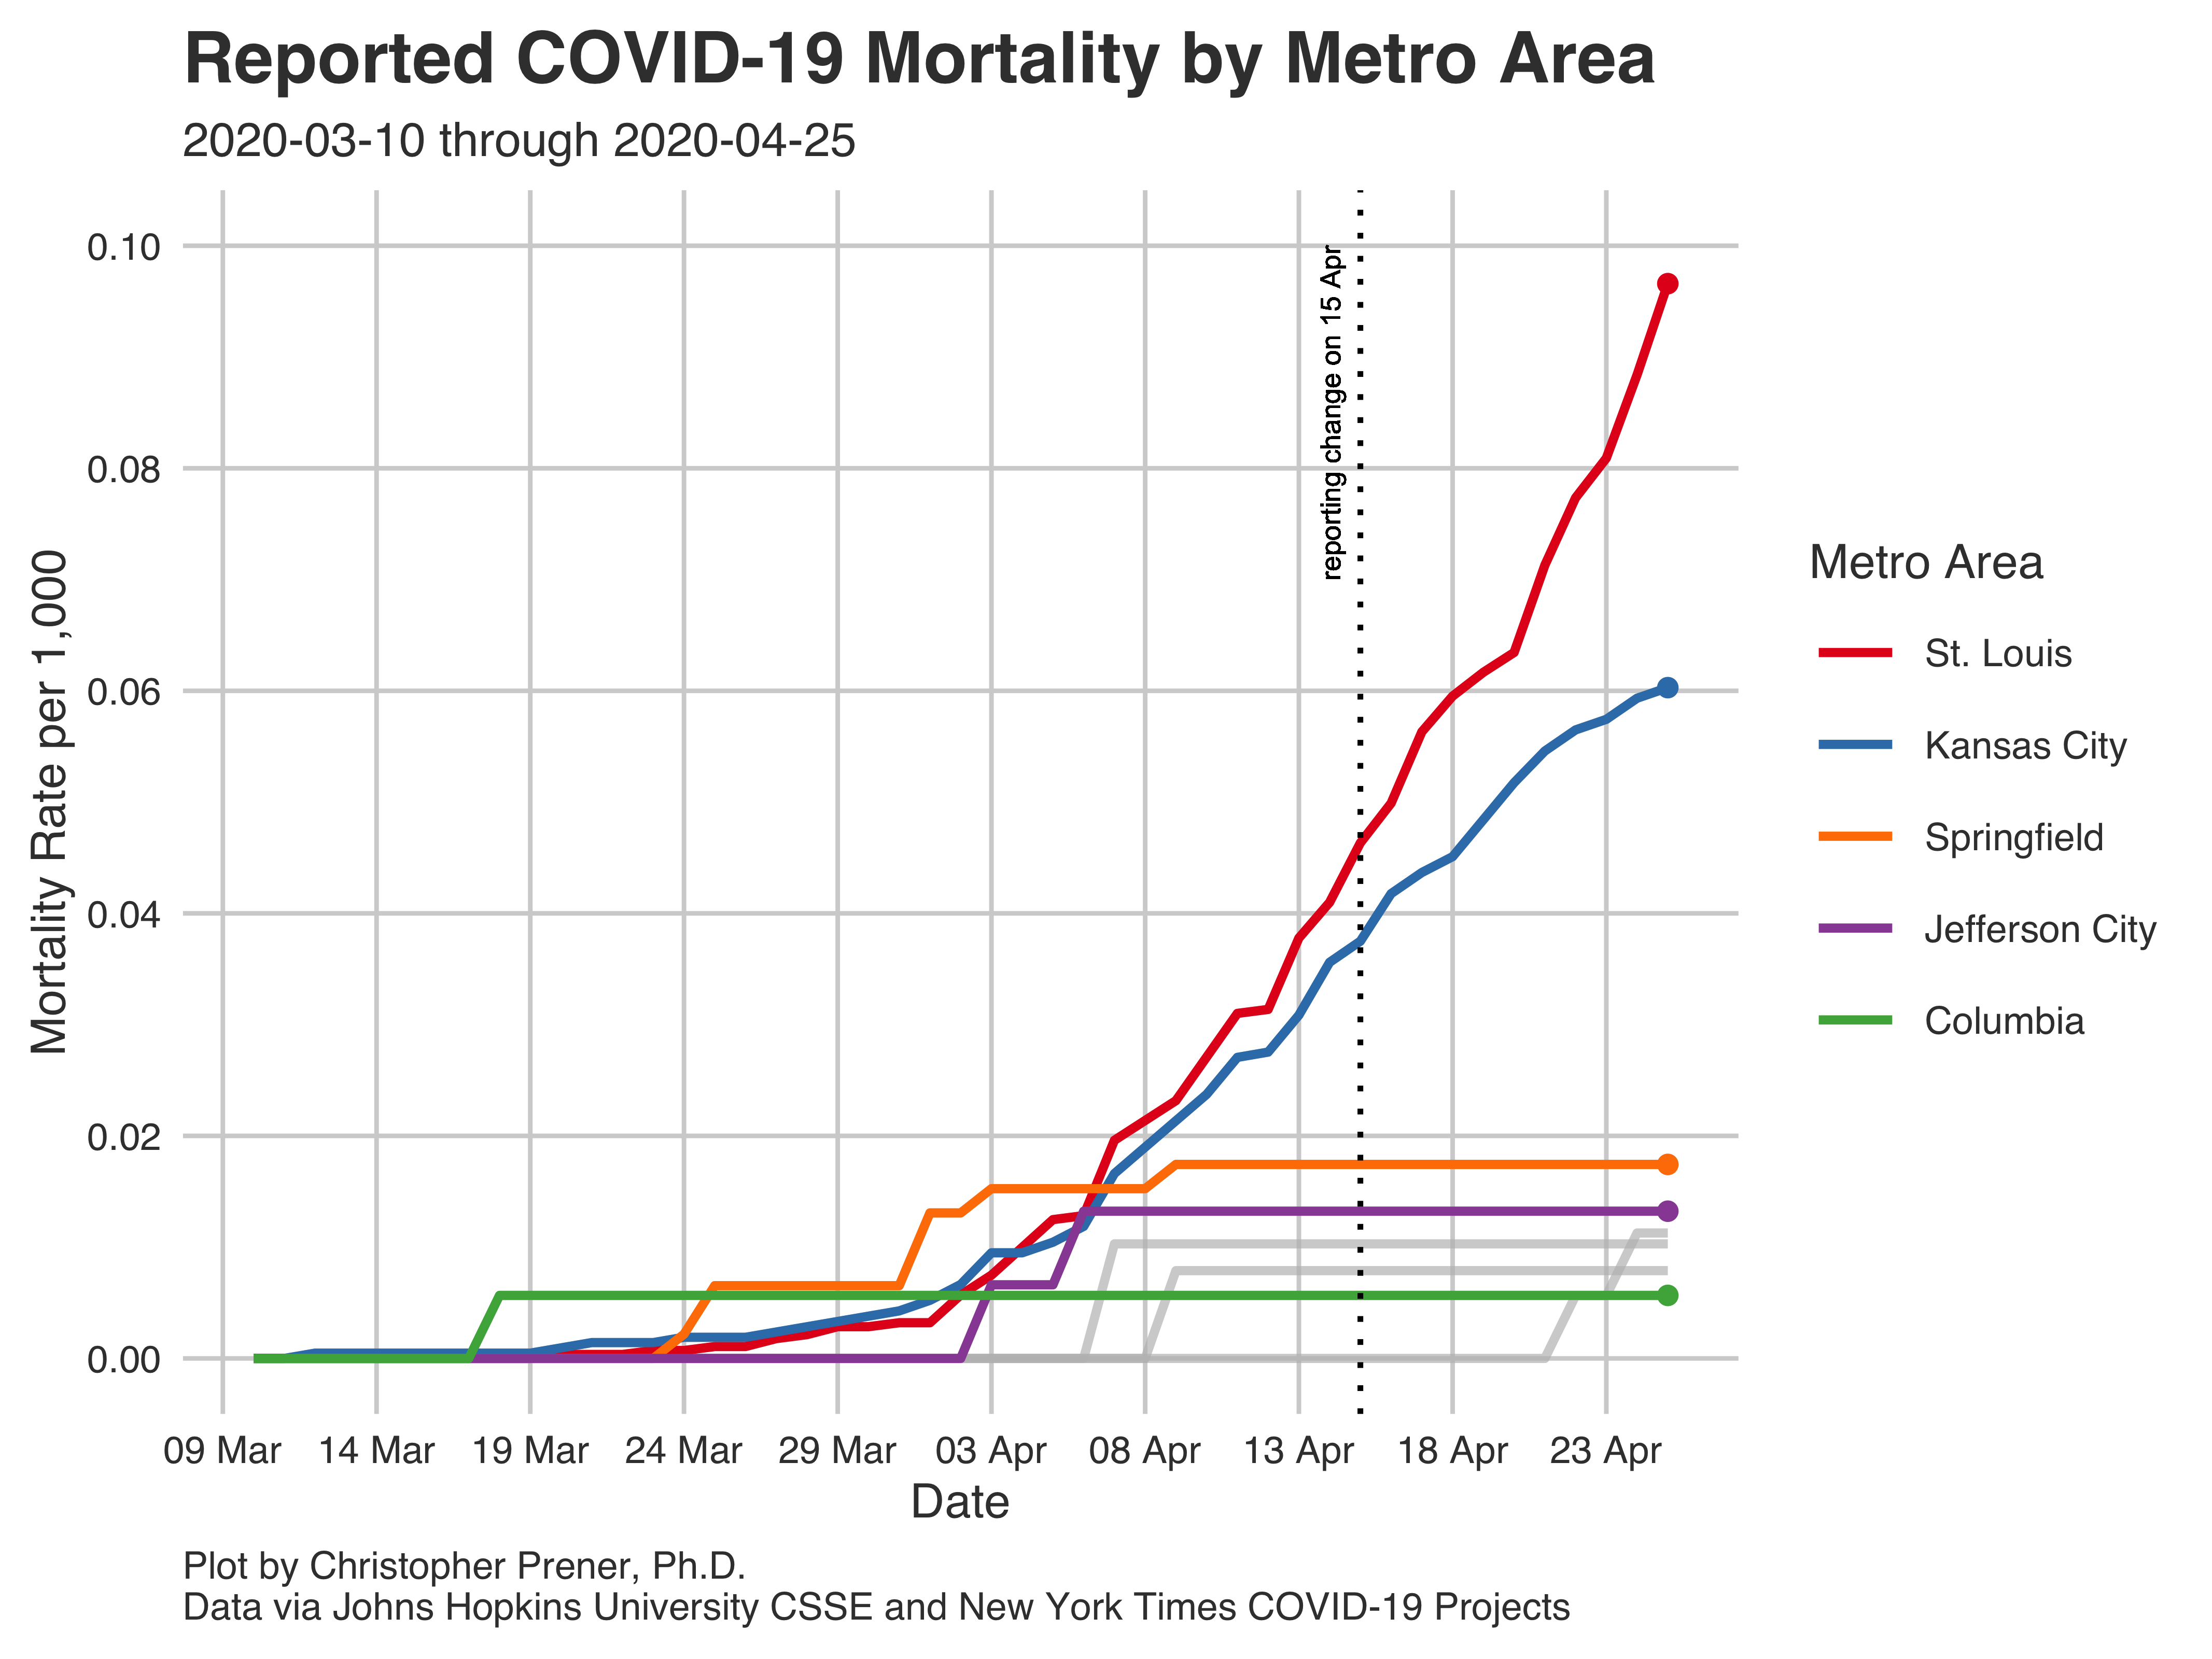 Reported COVID-19 Mortality by Metro Area
2020-03-10 through 2020-04-25
Mortality Rate per 1,000
0.10
0.08
0.06
0.04
0.02
0.00
reporting change on 15 Apr
09 Mar 14 Mar 19 Mar 24 Mar 29 Mar 03 Apr 08 Apr 13 Apr 18 Apr 23 Apr
Date
Metro Area
St. Louis
Kansas City
Springfield
Jefferson City
Columbia
Plot by Christopher Prener, Ph.D.
Data via Johns Hopkins University CSSE and New York Times COVID-19 Projects